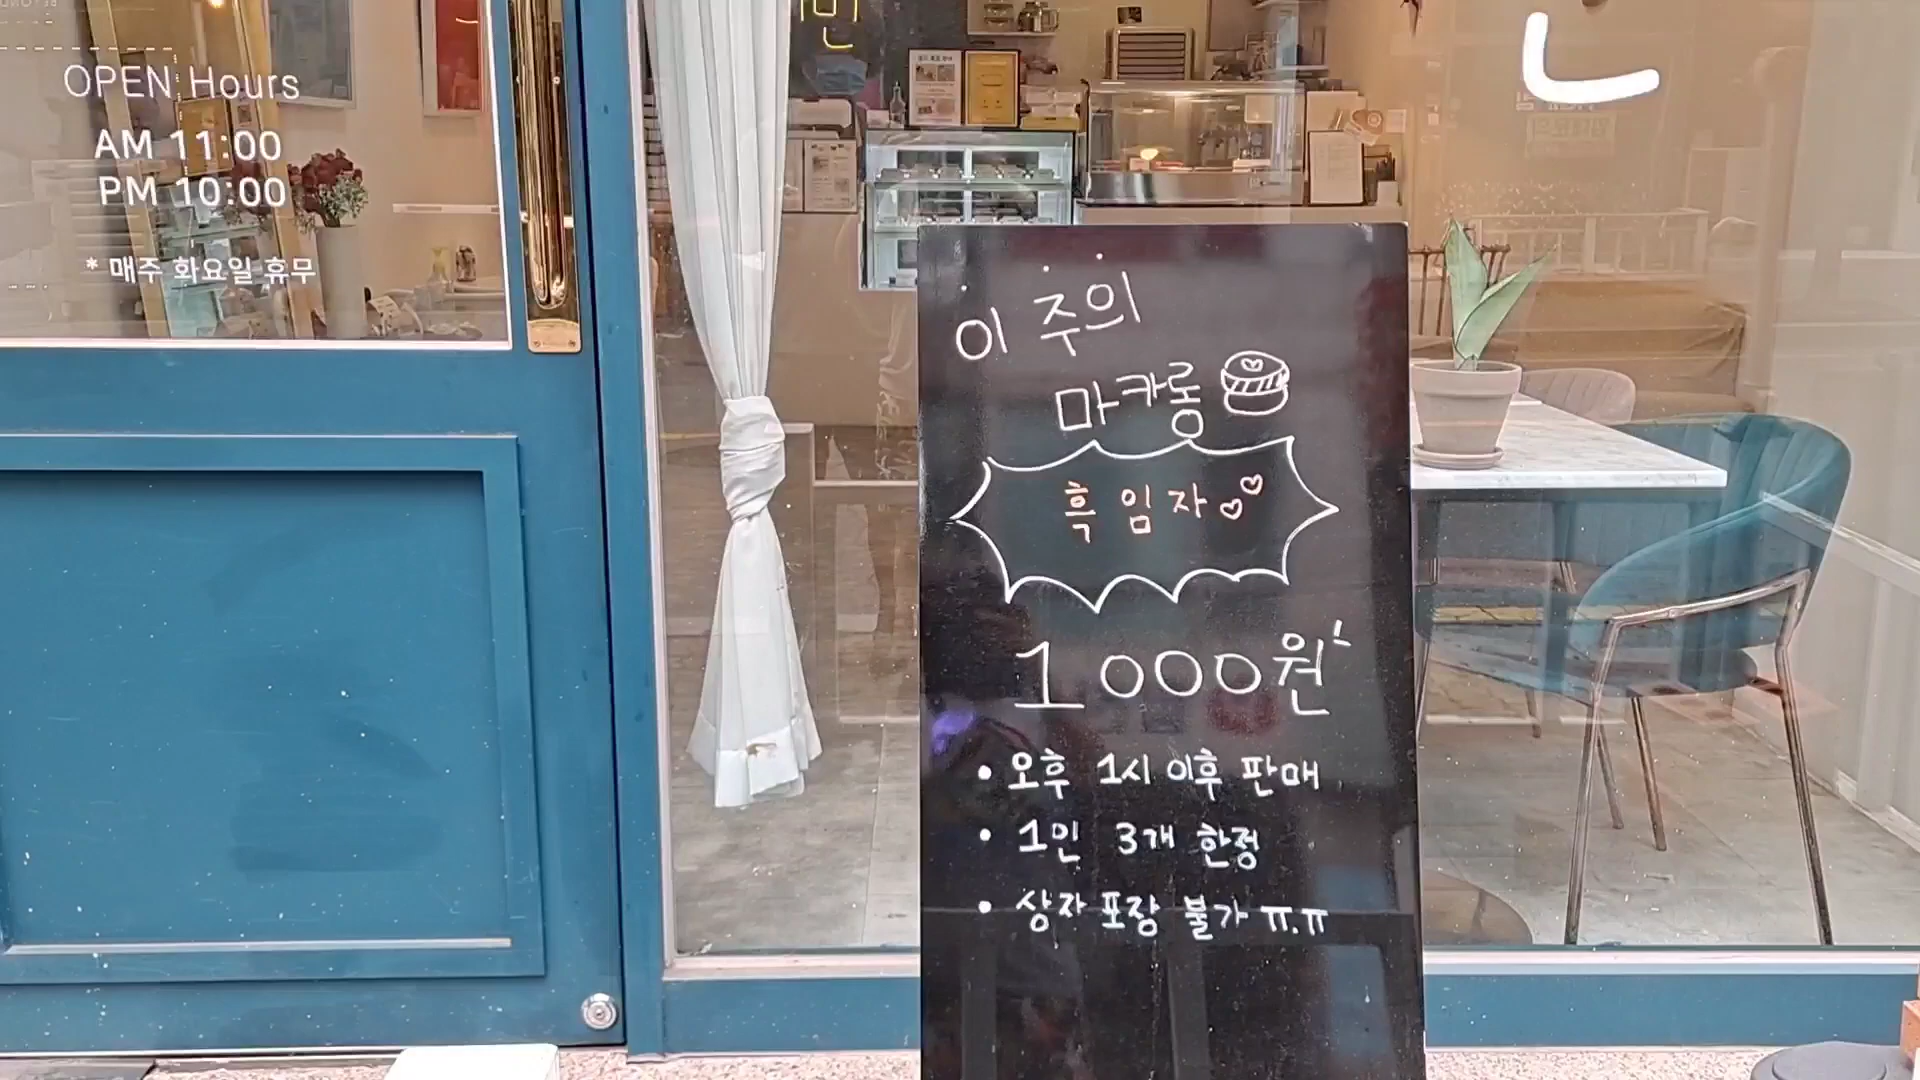 OPEN Hours
AM 11:00
PM 10:00
* 매주 화요일 휴무
이 주의
마카롱
흑임자
1000원
• 오후 1시 이후 판매
• 1인 3개 한정
• 상자 포장 불가 ㅠ.ㅠ